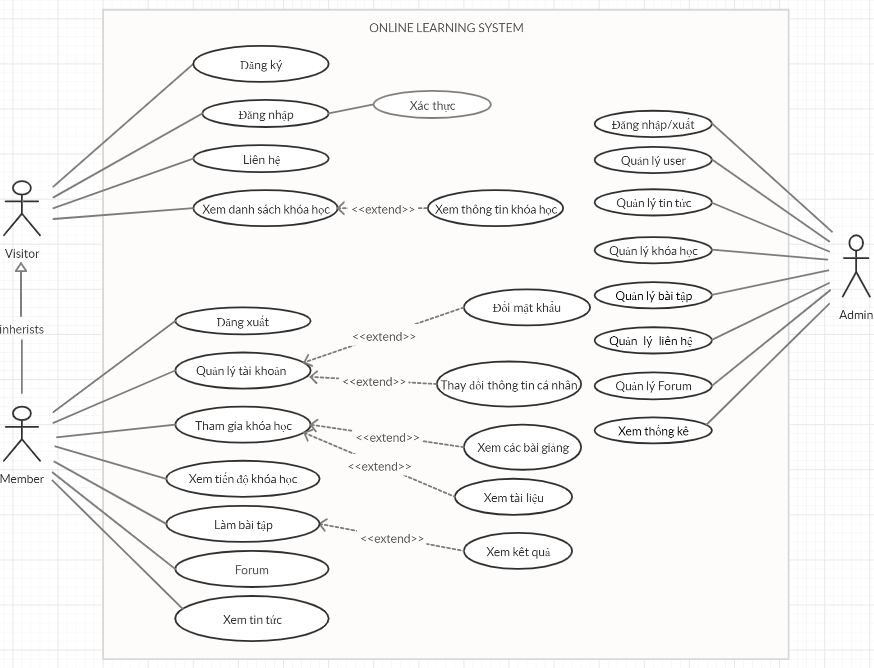 ONLINE LEARNING SYSTEM
Đăng ký
Đăng nhập
Xác thực
Liên hệ
Xem danh sách khóa học
<<extend>>
Xem thông tin khóa học
Visitor
inherists
Đăng xuất
Quản lý tài khoản
<<extend>>
Đổi mật khẩu
<<extend>>
Thay đổi thông tin cá nhân
Tham gia khóa học
<<extend>>
Xem các bài giảng
<<extend>>
Xem tài liệu
Member
Xem tiến độ khóa học
Làm bài tập
<<extend>>
Xem kêt quả
Forum
Xem tin tức
Đăng nhập/xuất
Quản lý user
Quản lý tin tức
Quản lý khóa học
Quản lý bài tập
Quản lý liên hệ
Quản lý Forum
Xem thống kê
Admin